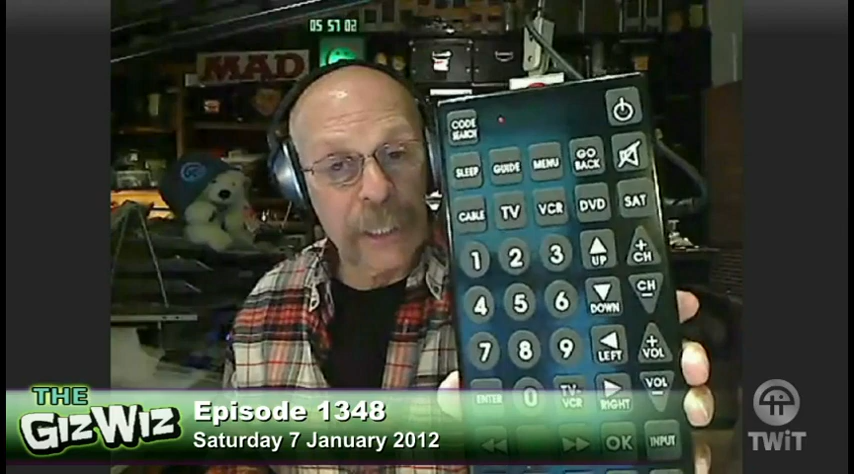 05 57 02
MAD
CODE
SEARCH
SLEEP GUIDE MENU GO
BACK
CABLE TV VCR DVD SAT
1 2 3 UP + CH
4 5 6 DOWN CH -
7 8 9 LEFT + VOL
ENTER 0 TV-
VCR RIGHT VOL -
OK INPUT
THE
GIZWIZ
Episode 1348
Saturday 7 January 2012
TWiT